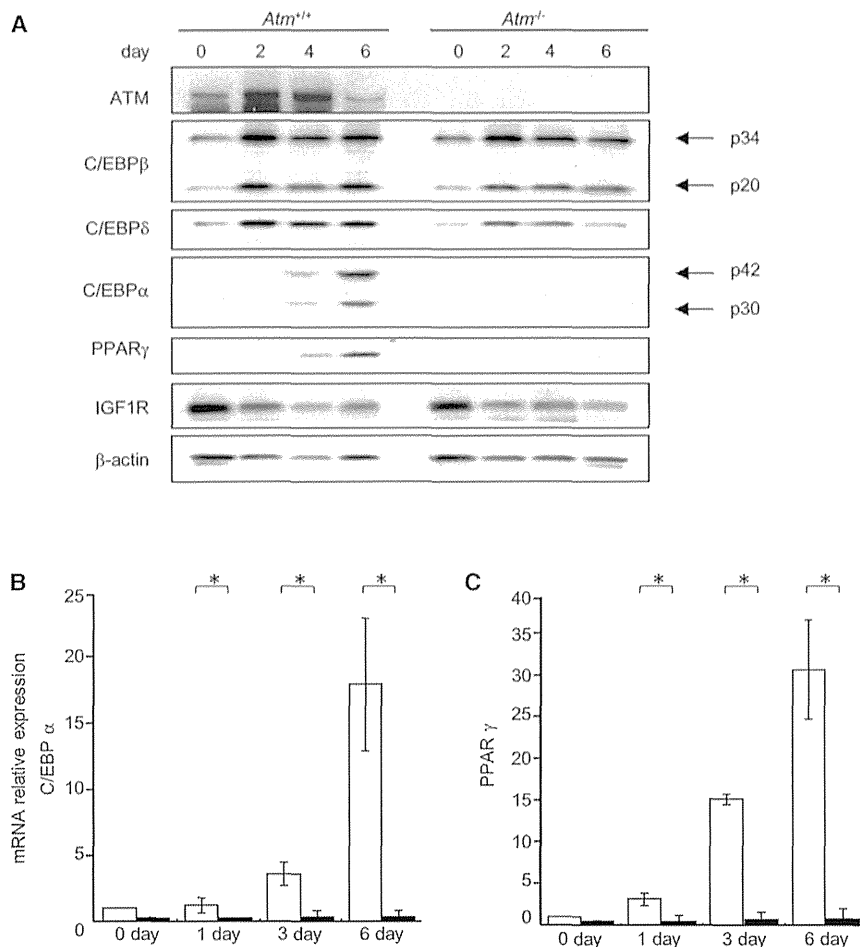 A
Atm+/+ Atm-/-
day 0 2 4 6 0 2 4 6
ATM
C/EBPβ p34
p20
C/EBPδ
C/EBPα p42
p30
PPARγ
IGF1R
β-actin
B
mRNA relative expression
C/EBP α
25
20
15
10
5
0
* * *
0 day 1 day 3 day 6 day
C
PPAR γ
40
35
30
25
20
15
10
5
0
* * *
0 day 1 day 3 day 6 day